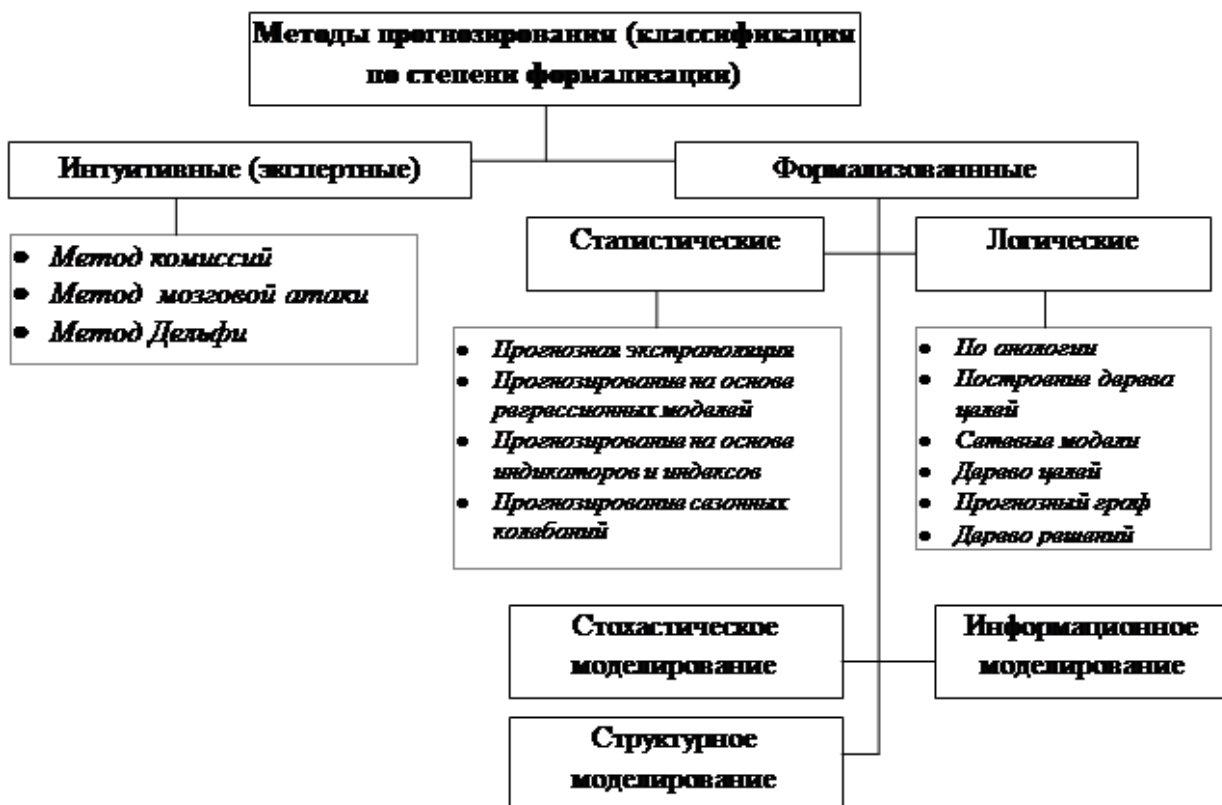 Методы прогнозирования (классификация
по степени формализации)
Интуитивные (экспертные)
Формализованнные
• Метод комиссий
• Метод мозговой атаки
• Метод Дельфи
Статистические
Логические
• Прогнозная экстраполяция
• Прогнозирование на основе
регрессионных моделей
• Прогнозирование на основе
индикаторов и индексов
• Прогнозирование сезонных
колебаний
• По аналогии
• Построение дерева
целей
• Сетевые модели
• Дерево целей
• Прогнозный граф
• Дерево решений
Стохастическое
моделирование
Информационное
моделирование
Структурное
моделирование